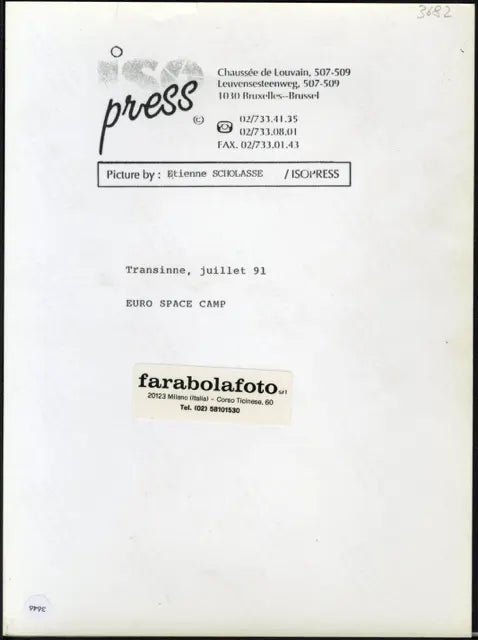 3682
iso
press
©
Chaussée de Louvain, 507-509
Leuvensesteenweg, 507-509
1030 Bruxelles--Brussel
02/733.41.35
02/733.08.01
FAX. 02/733.01.43
Picture by : Etienne SCHOLASSE / ISOPRESS
Transinne, juillet 91
EURO SPACE CAMP
farabolafoto srl
20123 Milano (Italia) - Corso Ticinese, 60
Tel. (02) 58101530
3646